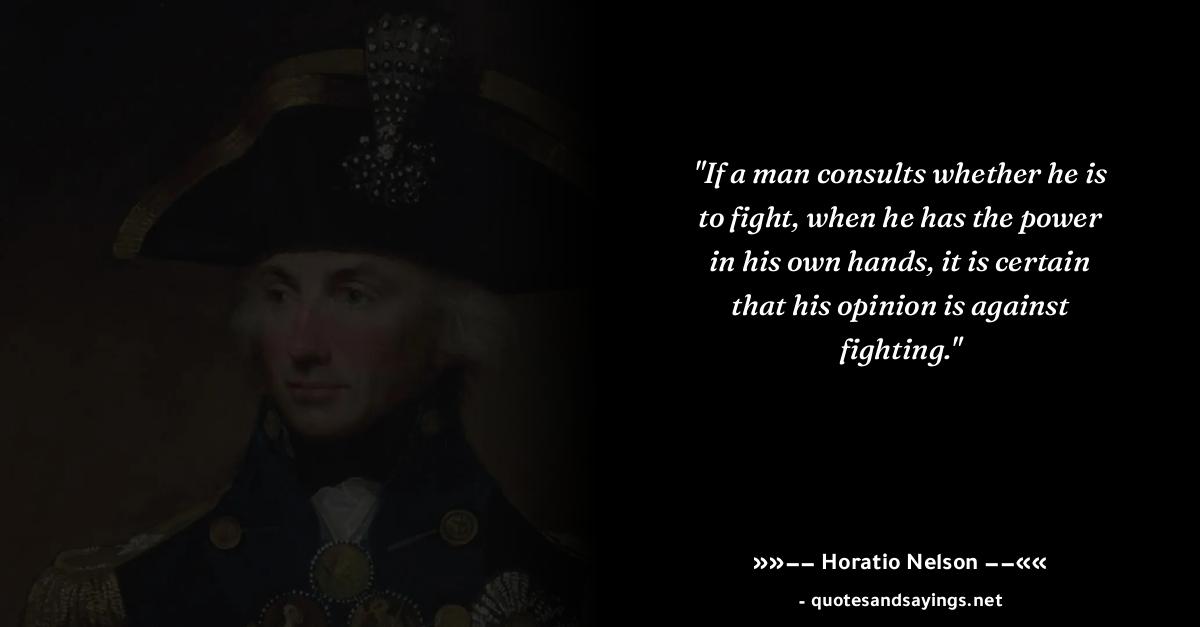 "If a man consults whether he is
to fight, when he has the power
in his own hands, it is certain
that his opinion is against
fighting."
»»−− Horatio Nelson −−««
- quotesandsayings.net